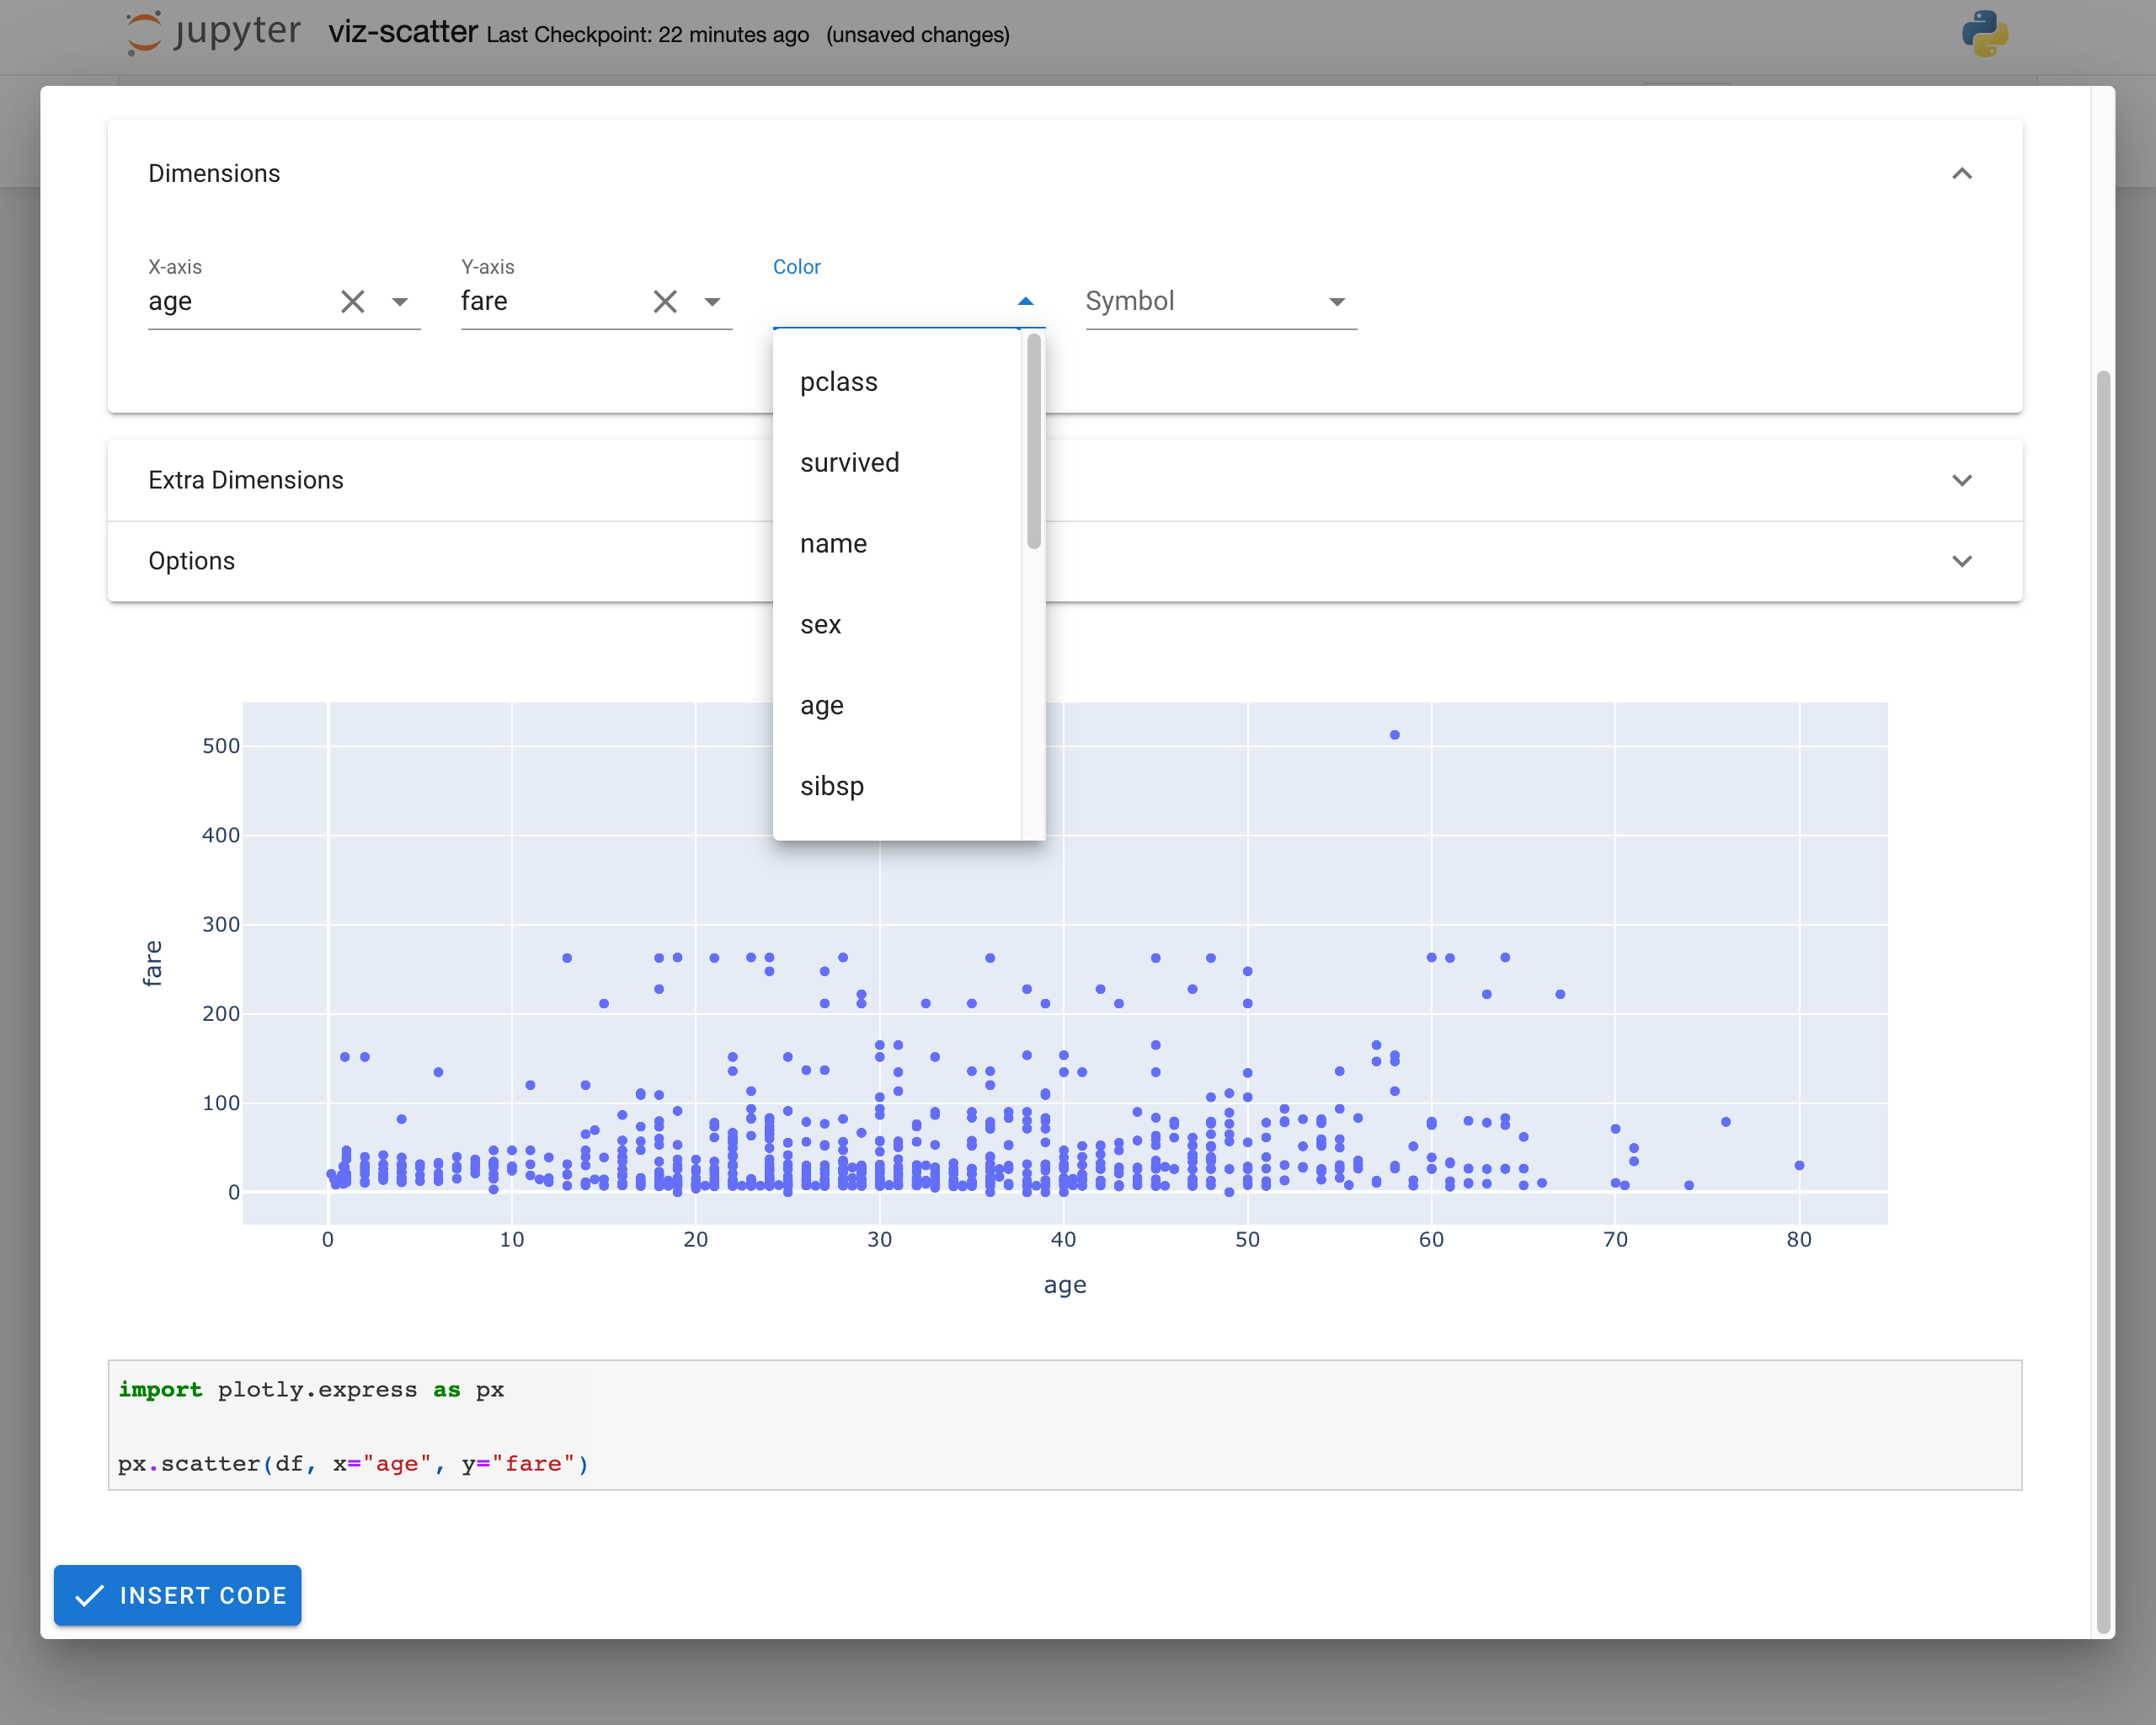 jupyter viz-scatter Last Checkpoint: 22 minutes ago (unsaved changes)
Dimensions
X-axis Y-axis Color
age fare Symbol
pclass
survived
name
sex
age
sibsp
Extra Dimensions
Options
500
400
300
200
100
0
fare
0 10 20 30 40 50 60 70 80
age
import plotly.express as px
px.scatter(df, x="age", y="fare")
INSERT CODE